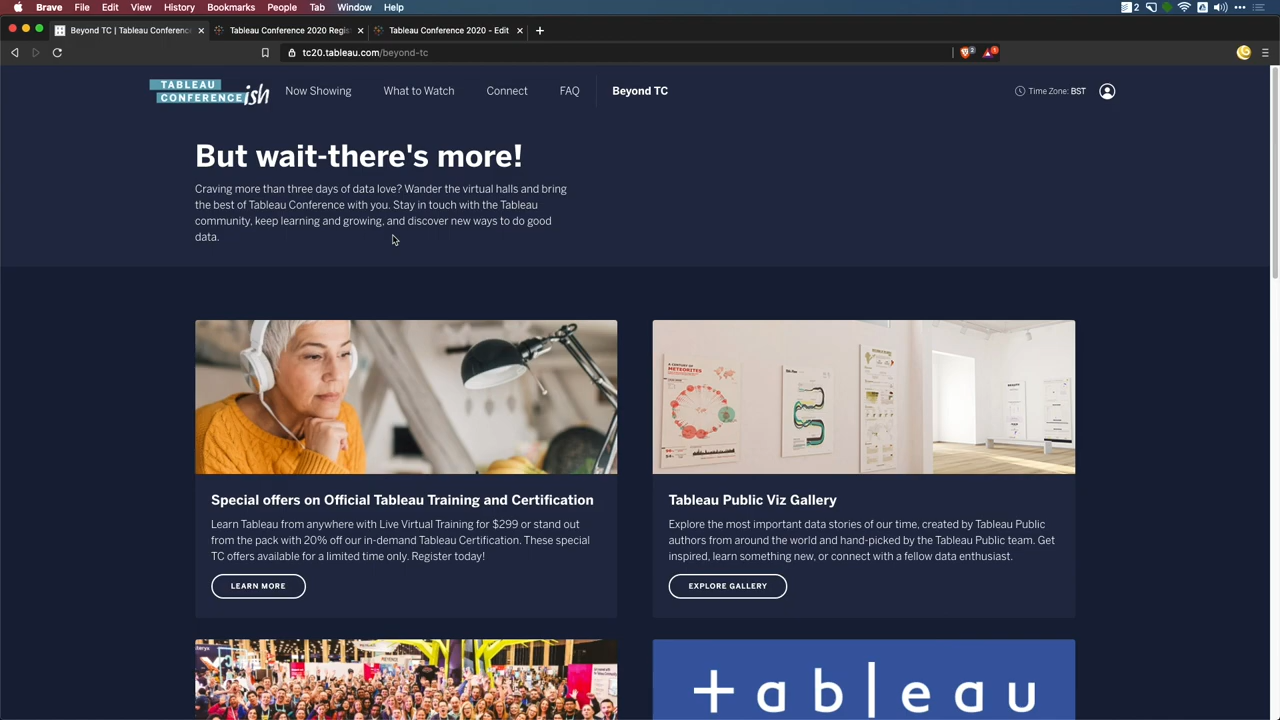 Brave File Edit View History Bookmarks People Tab Window Help 2
Beyond TC | Tableau Conference Tableau Conference 2020 Regis Tableau Conference 2020 - Edit
tc20.tableau.com/beyond-tc
TABLEAU CONFERENCEish
Now Showing What to Watch Connect FAQ Beyond TC Time Zone: BST
But wait-there's more!
Craving more than three days of data love? Wander the virtual halls and bring
the best of Tableau Conference with you. Stay in touch with the Tableau
community, keep learning and growing, and discover new ways to do good
data.
A CENTURY OF
METEORITES
Special offers on Official Tableau Training and Certification
Learn Tableau from anywhere with Live Virtual Training for $299 or stand out
from the pack with 20% off our in-demand Tableau Certification. These special
TC offers available for a limited time only. Register today!
LEARN MORE
Tableau Public Viz Gallery
Explore the most important data stories of our time, created by Tableau Public
authors from around the world and hand-picked by the Tableau Public team. Get
inspired, learn something new, or connect with a fellow data enthusiast.
EXPLORE GALLERY
+ableau